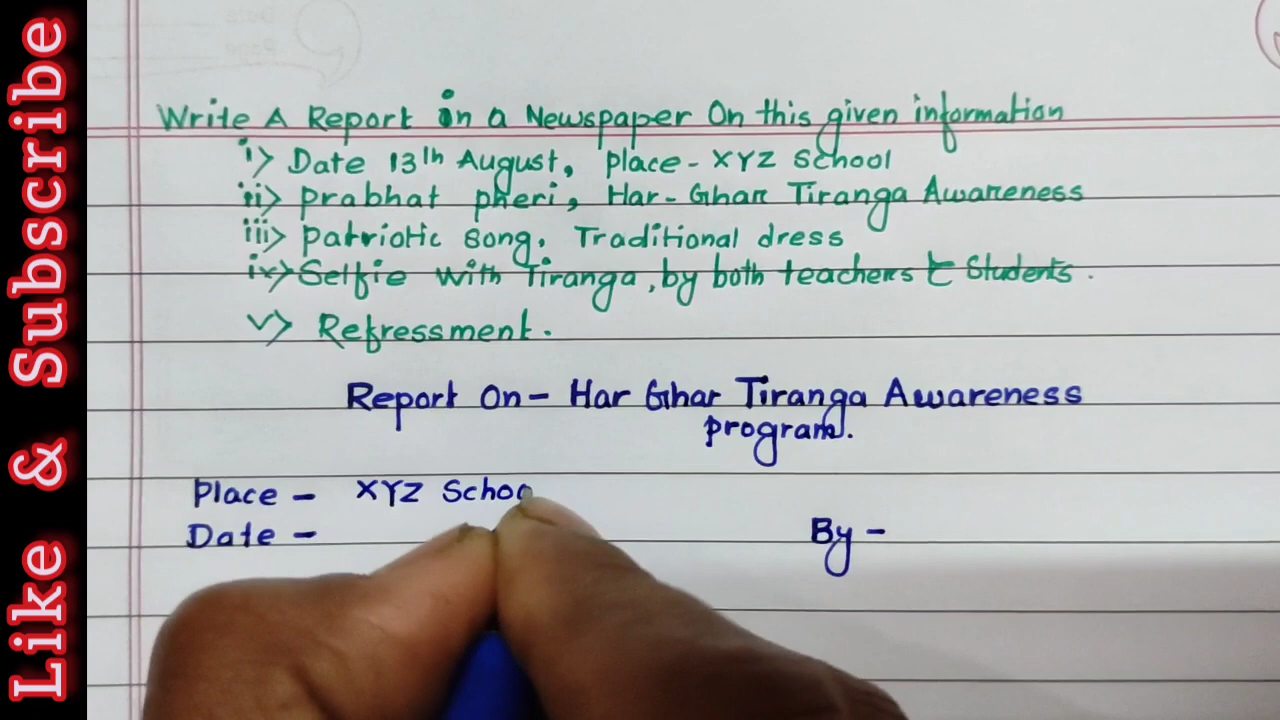 Like & Subscribe
Write A Report in a Newspaper On this given information
i> Date 13th August, place - XYZ School
ii> prabhat pheri, Har-Ghar Tiranga Awareness
iii> patriotic song. Traditional dress
iv> Selfie with Tiranga, by both teachers & Students.
v> Refressment.
Report On- Har Ghar Tiranga Awareness
program.
Place - XYZ Schoo
Date -
By -